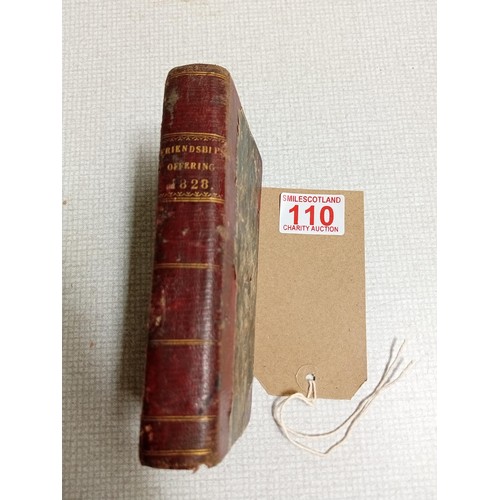 FRIENDSHIP'S
OFFERING
1828.
SMILESCOTLAND
110
CHARITY AUCTION